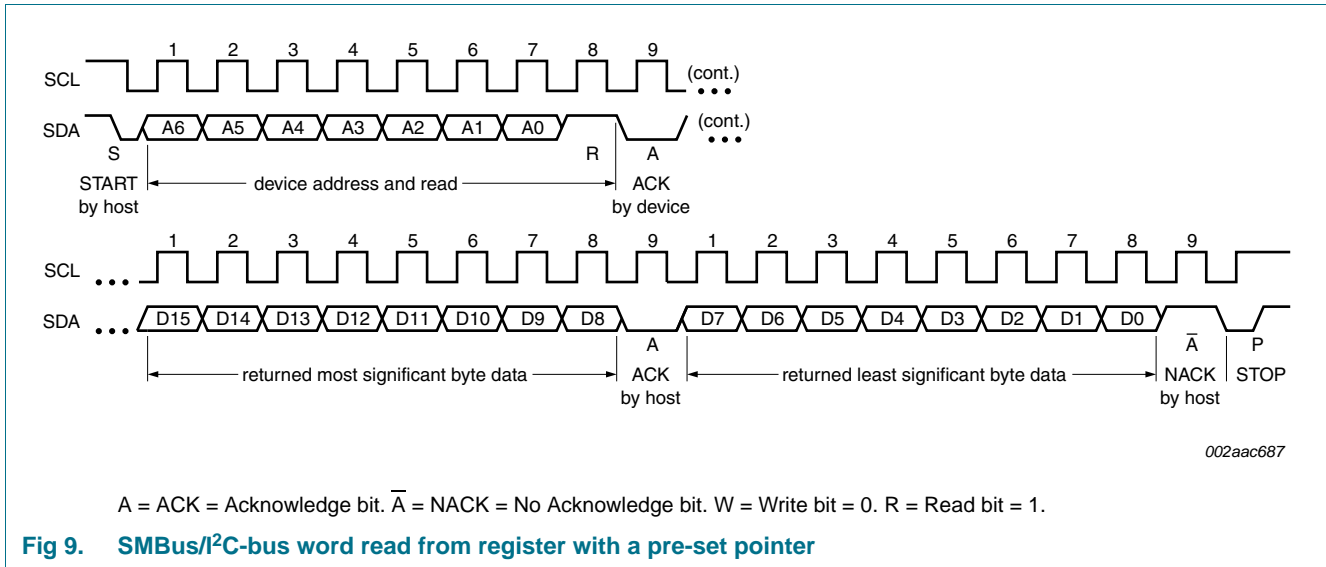 1 2 3 4 5 6 7 8 9
SCL (cont.)
SDA A6 A5 A4 A3 A2 A1 A0 (cont.)
S R A
START device address and read ACK
by host by device
1 2 3 4 5 6 7 8 9 1 2 3 4 5 6 7 8 9
SCL
SDA D15 D14 D13 D12 D11 D10 D9 D8 D7 D6 D5 D4 D3 D2 D1 D0
A A̅ P
returned most significant byte data ACK returned least significant byte data NACK STOP
by host by host
002aac687
A = ACK = Acknowledge bit. A̅ = NACK = No Acknowledge bit. W = Write bit = 0. R = Read bit = 1.
Fig 9. SMBus/I²C-bus word read from register with a pre-set pointer